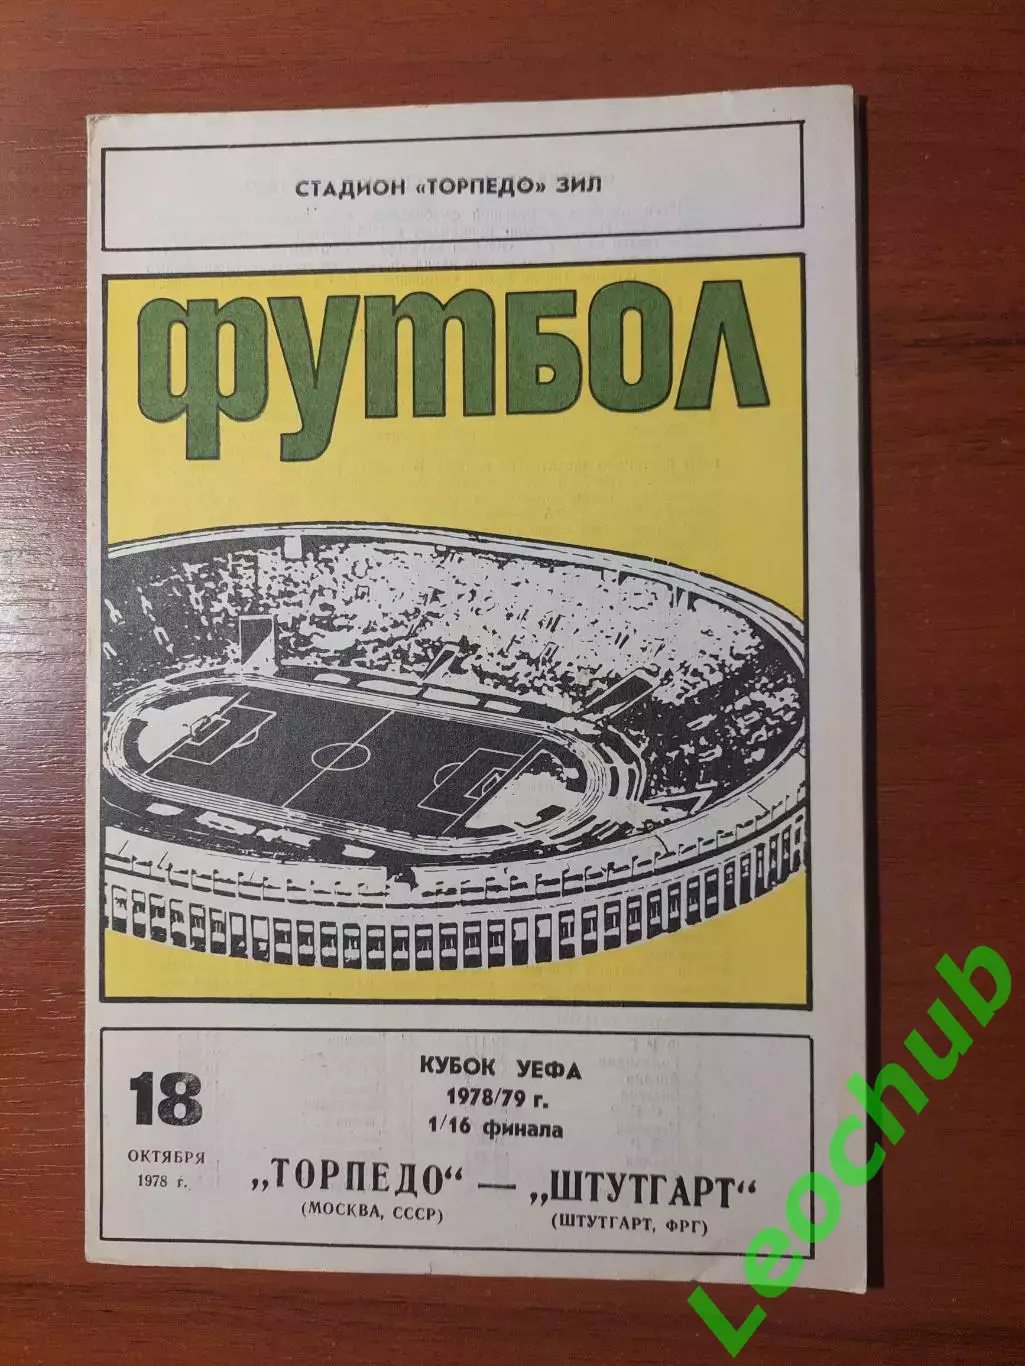 СТАДИОН «ТОРПЕДО» ЗИЛ
ФУТБОЛ
18
ОКТЯБРЯ
1978 г.
КУБОК УЕФА
1978/79 г.
1/16 финала
„ТОРПЕДО“ — „ШТУТГАРТ“
(МОСКВА, СССР)
(ШТУТГАРТ, ФРГ)
Leochub